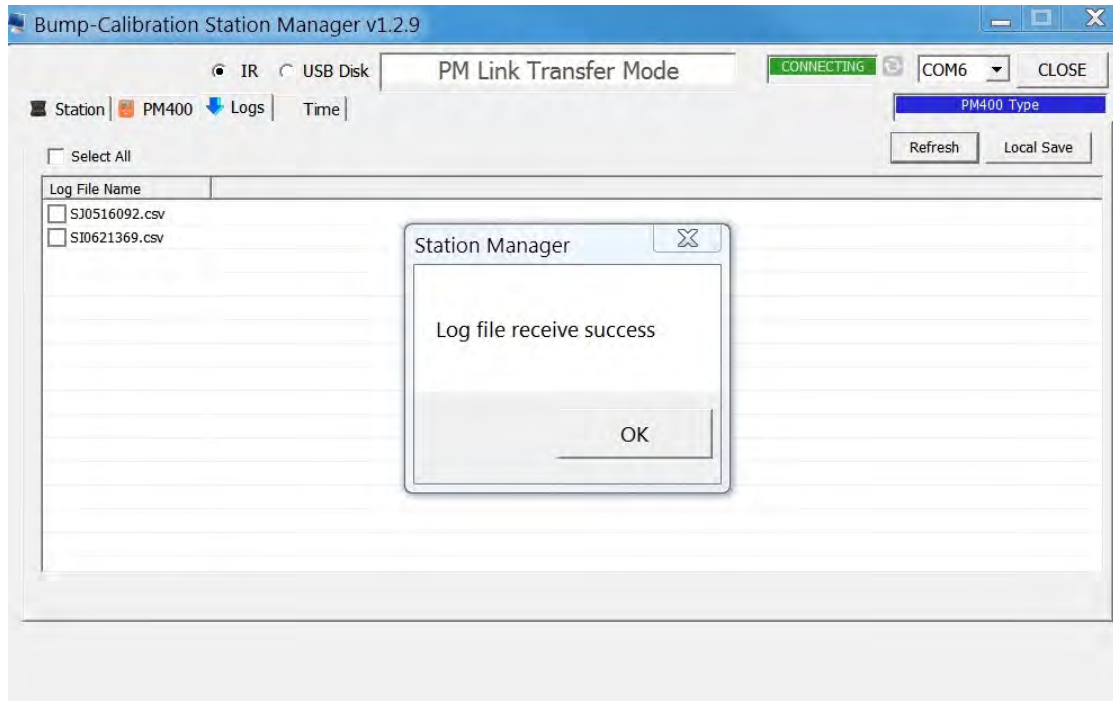 Bump-Calibration Station Manager v1.2.9
IR USB Disk PM Link Transfer Mode CONNECTING COM6 CLOSE
Station PM400 Logs Time PM400 Type
Select All Refresh Local Save
Log File Name
SJ0516092.csv
SI0621369.csv
Station Manager
Log file receive success
OK